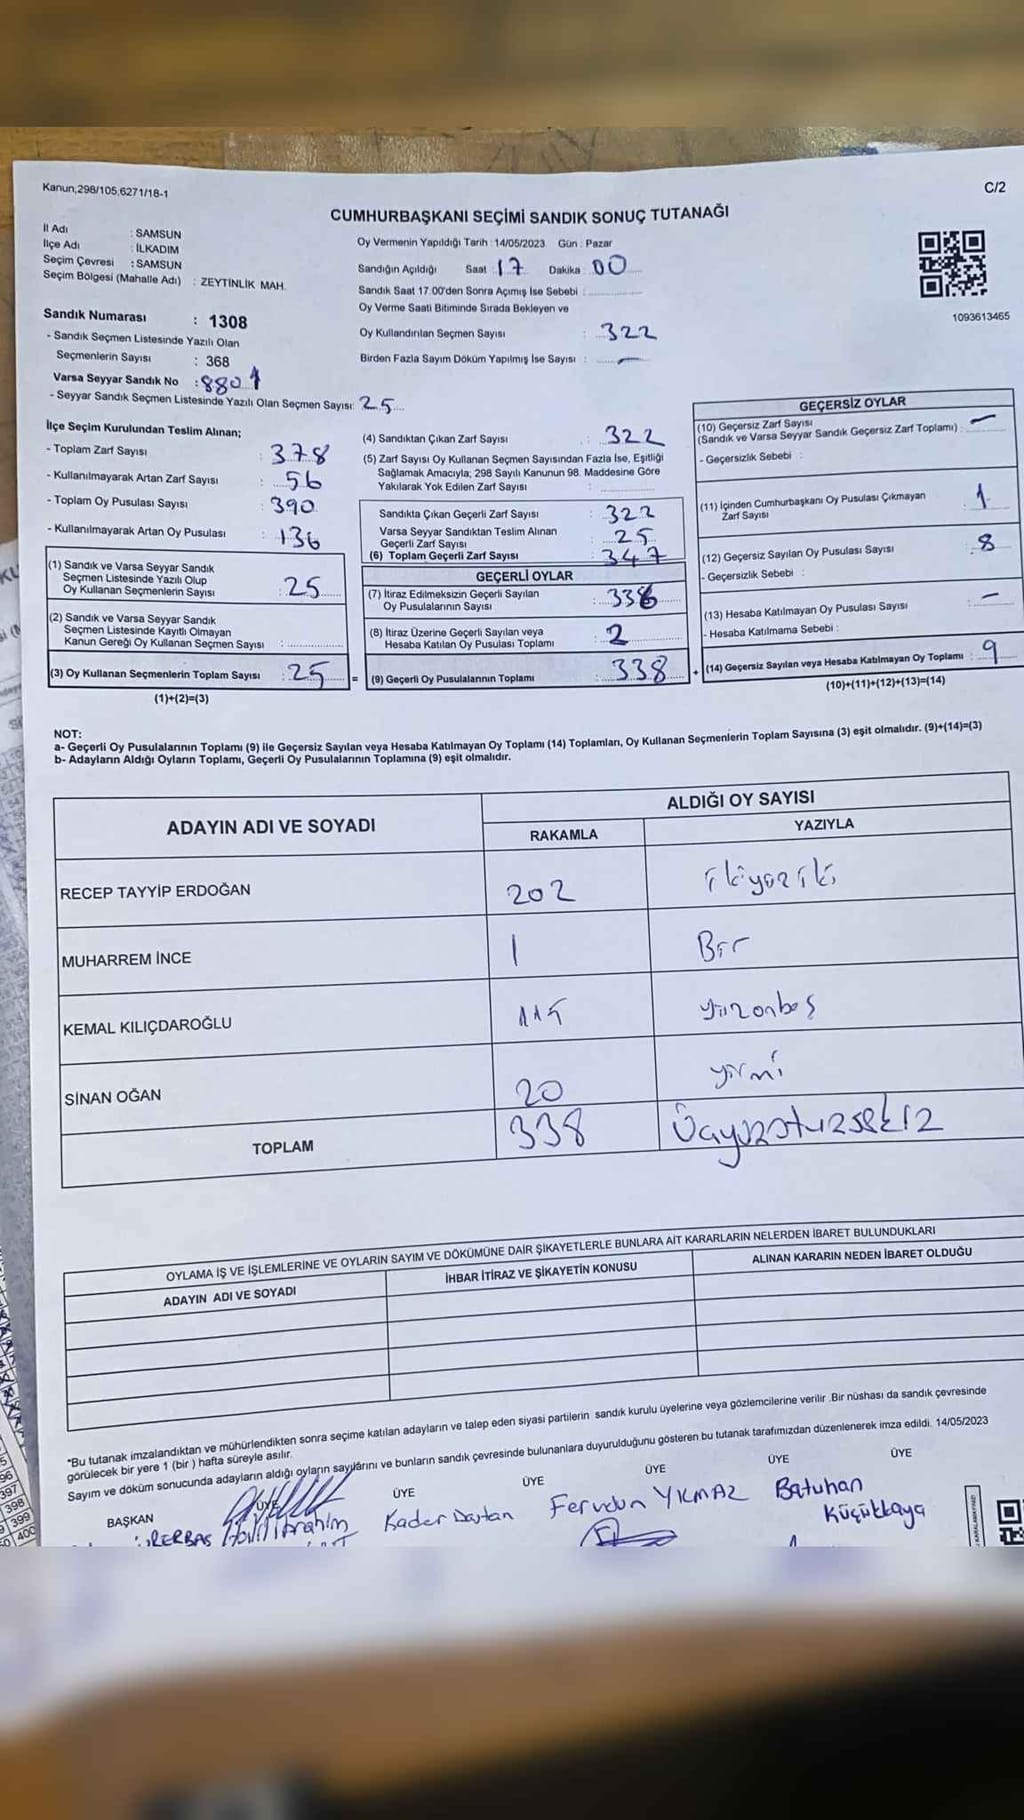 Kanun;298/105;6271/18-1
C/2
CUMHURBAŞKANI SEÇİMİ SANDIK SONUÇ TUTANAĞI
İl Adı : SAMSUN
İlçe Adı : İLKADIM
Seçim Çevresi : SAMSUN
Seçim Bölgesi (Mahalle Adı) : ZEYTİNLİK MAH.
Oy Vermenin Yapıldığı Tarih : 14/05/2023 Gün : Pazar
Sandığın Açıldığı Saat : 17 Dakika : 00
Sandık Saat 17.00'den Sonra Açımış İse Sebebi :
Oy Verme Saati Bitiminde Sırada Bekleyen ve
Oy Kullandırılan Seçmen Sayısı : 322
Birden Fazla Sayım Döküm Yapılmış İse Sayısı : —
1093613465
Sandık Numarası : 1308
- Sandık Seçmen Listesinde Yazılı Olan
Seçmenlerin Sayısı : 368
Varsa Seyyar Sandık No : 8801
- Seyyar Sandık Seçmen Listesinde Yazılı Olan Seçmen Sayısı: 25
İlçe Seçim Kurulundan Teslim Alınan;
- Toplam Zarf Sayısı : 378
- Kullanılmayarak Artan Zarf Sayısı : 56
- Toplam Oy Pusulası Sayısı : 390
- Kullanılmayarak Artan Oy Pusulası : 136
(1) Sandık ve Varsa Seyyar Sandık
Seçmen Listesinde Yazılı Olup
Oy Kullanan Seçmenlerin Sayısı : 25
(2) Sandık ve Varsa Seyyar Sandık
Seçmen Listesinde Kayıtlı Olmayan
Kanun Gereği Oy Kullanan Seçmen Sayısı :
(3) Oy Kullanan Seçmenlerin Toplam Sayısı : 25 =
(1)+(2)=(3)
(4) Sandıktan Çıkan Zarf Sayısı : 322
(5) Zarf Sayısı Oy Kullanan Seçmen Sayısından Fazla İse, Eşitliği
Sağlamak Amacıyla; 298 Sayılı Kanunun 98. Maddesine Göre
Yakılarak Yok Edilen Zarf Sayısı :
Sandıkta Çıkan Geçerli Zarf Sayısı : 322
Varsa Seyyar Sandıktan Teslim Alınan
Geçerli Zarf Sayısı : 25
(6) Toplam Geçerli Zarf Sayısı : 347
GEÇERLİ OYLAR
(7) İtiraz Edilmeksizin Geçerli Sayılan
Oy Pusulalarının Sayısı : 336
(8) İtiraz Üzerine Geçerli Sayılan veya
Hesaba Katılan Oy Pusulası Toplamı : 2
(9) Geçerli Oy Pusulalarının Toplamı : 338 +
GEÇERSİZ OYLAR
(10) Geçersiz Zarf Sayısı
(Sandık ve Varsa Seyyar Sandık Geçersiz Zarf Toplamı) : —
- Geçersizlik Sebebi :
(11) İçinden Cumhurbaşkanı Oy Pusulası Çıkmayan
Zarf Sayısı : 1
(12) Geçersiz Sayılan Oy Pusulası Sayısı : 8
- Geçersizlik Sebebi :
(13) Hesaba Katılmayan Oy Pusulası Sayısı : —
- Hesaba Katılmama Sebebi :
(14) Geçersiz Sayılan veya Hesaba Katılmayan Oy Toplamı : 9
(10)+(11)+(12)+(13)=(14)
NOT:
a- Geçerli Oy Pusulalarının Toplamı (9) ile Geçersiz Sayılan veya Hesaba Katılmayan Oy Toplamı (14) Toplamları, Oy Kullanan Seçmenlerin Toplam Sayısına (3) eşit olmalıdır. (9)+(14)=(3)
b- Adayların Aldığı Oyların Toplamı, Geçerli Oy Pusulalarının Toplamına (9) eşit olmalıdır.
ADAYIN ADI VE SOYADI
ALDIĞI OY SAYISI
RAKAMLA YAZIYLA
RECEP TAYYİP ERDOĞAN 202 ikiyüziki
MUHARREM İNCE 1 Bir
KEMAL KILIÇDAROĞLU 115 yüzonbeş
SİNAN OĞAN 20 yirmi
TOPLAM 338 Üçyüzotuzsekiz
OYLAMA İŞ VE İŞLEMLERİNE VE OYLARIN SAYIM VE DÖKÜMÜNE DAİR ŞİKAYETLERLE BUNLARA AİT KARARLARIN NELERDEN İBARET BULUNDUKLARI
ADAYIN ADI VE SOYADI İHBAR İTİRAZ VE ŞİKAYETİN KONUSU ALINAN KARARIN NEDEN İBARET OLDUĞU
*Bu tutanak imzalandıktan ve mühürlendikten sonra seçime katılan adayların ve talep eden siyasi partilerin sandık kurulu üyelerine veya gözlemcilerine verilir .Bir nüshası da sandık çevresinde
görülecek bir yere 1 (bir ) hafta süreyle asılır.
Sayım ve döküm sonucunda adayların aldığı oyların sayılarını ve bunların sandık çevresinde bulunanlara duyurulduğunu gösteren bu tutanak tarafımızdan düzenlenerek imza edildi. 14/05/2023
BAŞKAN ÜYE ÜYE ÜYE ÜYE ÜYE ÜYE
Halil İbrahim
Kader Dartan
Feridun YILMAZ
Batuhan
Küçükkaya
397
398
399
400